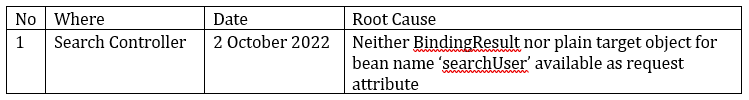 No Where Date Root Cause
1 Search Controller 2 October 2022 Neither BindingResult nor plain target object for
bean name ‘searchUser’ available as request
attribute